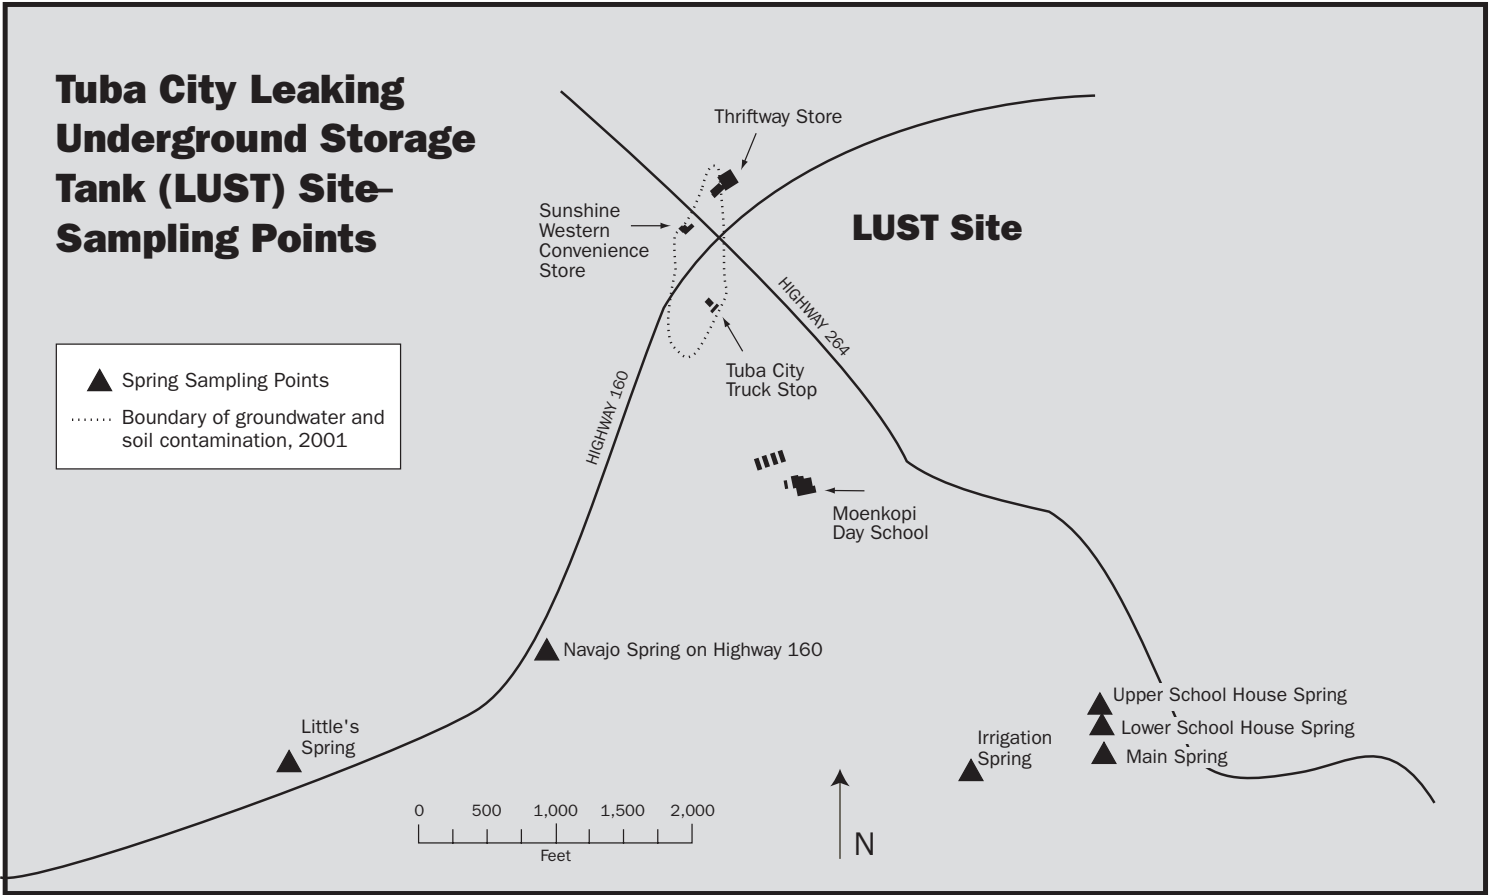 Tuba City Leaking
Underground Storage
Tank (LUST) Site–
Sampling Points
Thriftway Store
Sunshine
Western
Convenience
Store
LUST Site
HIGHWAY 264
Tuba City
Truck Stop
HIGHWAY 160
Spring Sampling Points
Boundary of groundwater and
soil contamination, 2001
Moenkopi
Day School
Navajo Spring on Highway 160
Little's
Spring
Upper School House Spring
Lower School House Spring
Main Spring
Irrigation
Spring
0 500 1,000 1,500 2,000
Feet
N